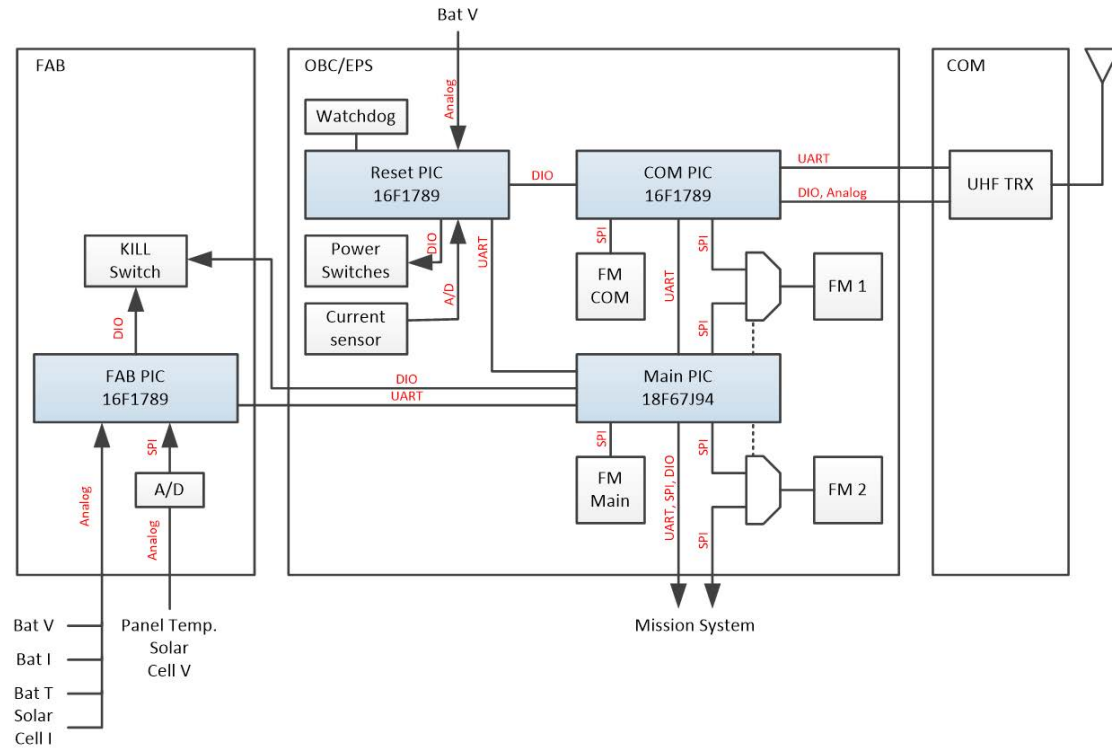 Bat V
FAB
OBC/EPS
COM
Watchdog
Analog
Reset PIC
16F1789
DIO
COM PIC
16F1789
UART
DIO, Analog
UHF TRX
KILL
Switch
Power
Switches
DIO
UART
A/D
Current
sensor
SPI
FM
COM
UART
SPI
FM 1
SPI
DIO
FAB PIC
16F1789
DIO
UART
Main PIC
18F67J94
SPI
A/D
Analog
Analog
SPI
FM
Main
UART, SPI, DIO
SPI
FM 2
SPI
Bat V
Bat I
Bat T
Solar
Cell I
Panel Temp.
Solar
Cell V
Mission System